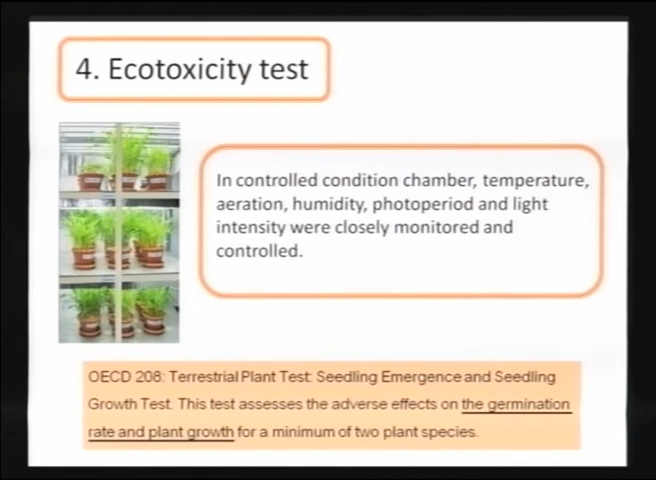 4. Ecotoxicity test
In controlled condition chamber, temperature,
aeration, humidity, photoperiod and light
intensity were closely monitored and
controlled.
OECD 208: Terrestrial Plant Test: Seedling Emergence and Seedling
Growth Test. This test assesses the adverse effects on the germination
rate and plant growth for a minimum of two plant species.